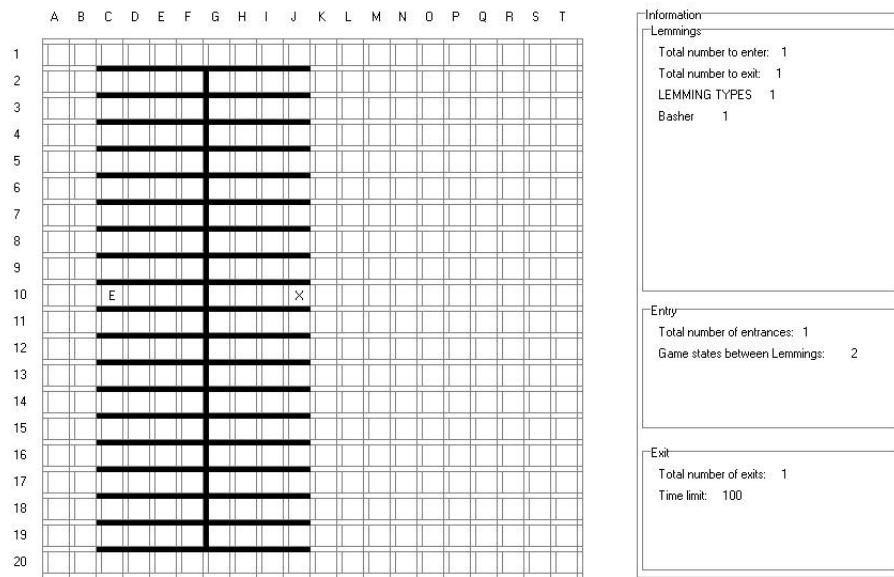 A B C D E F G H I J K L M N O P Q R S T
1
2
3
4
5
6
7
8
9
10 E X
11
12
13
14
15
16
17
18
19
20
Information
Lemmings
Total number to enter: 1
Total number to exit: 1
LEMMING TYPES 1
Basher 1
Entry
Total number of entrances: 1
Game states between Lemmings: 2
Exit
Total number of exits: 1
Time limit: 100